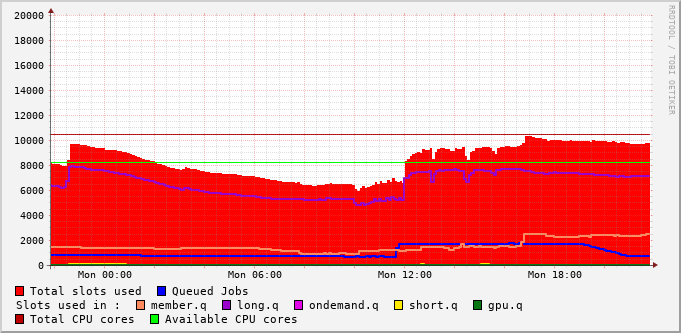 RRDTOOL / TOBI OETIKER
20000
18000
16000
14000
12000
10000
8000
6000
4000
2000
0
Mon 00:00 Mon 06:00 Mon 12:00 Mon 18:00
Total slots used Queued Jobs
Slots used in : member.q long.q ondemand.q short.q gpu.q
Total CPU cores Available CPU cores